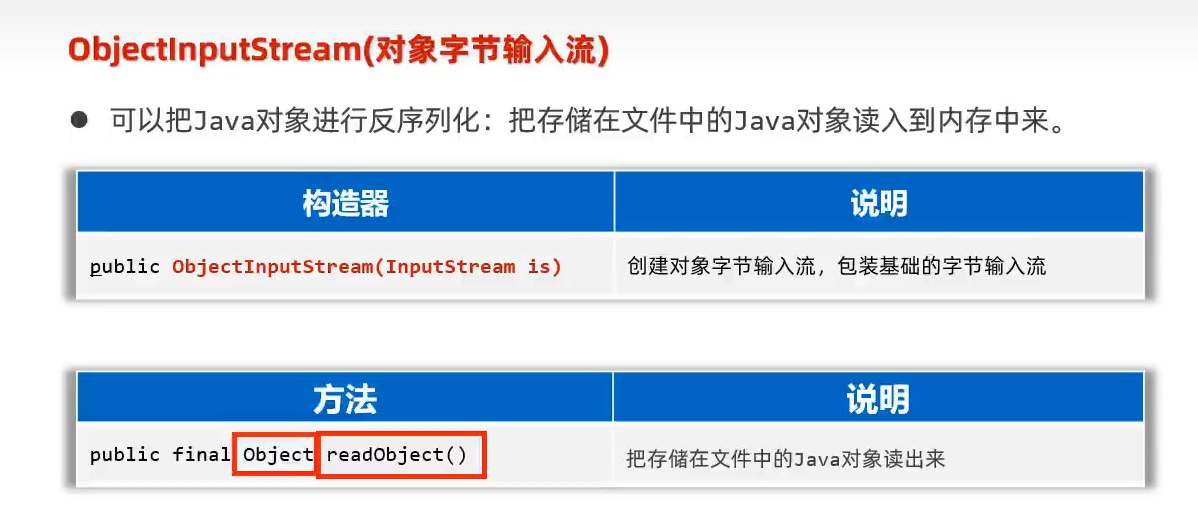 ObjectInputStream(对象字节输入流)
● 可以把Java对象进行反序列化：把存储在文件中的Java对象读入到内存中来。
构造器 说明
public ObjectInputStream(InputStream is) 创建对象字节输入流，包装基础的字节输入流
方法 说明
public final Object readObject() 把存储在文件中的Java对象读出来